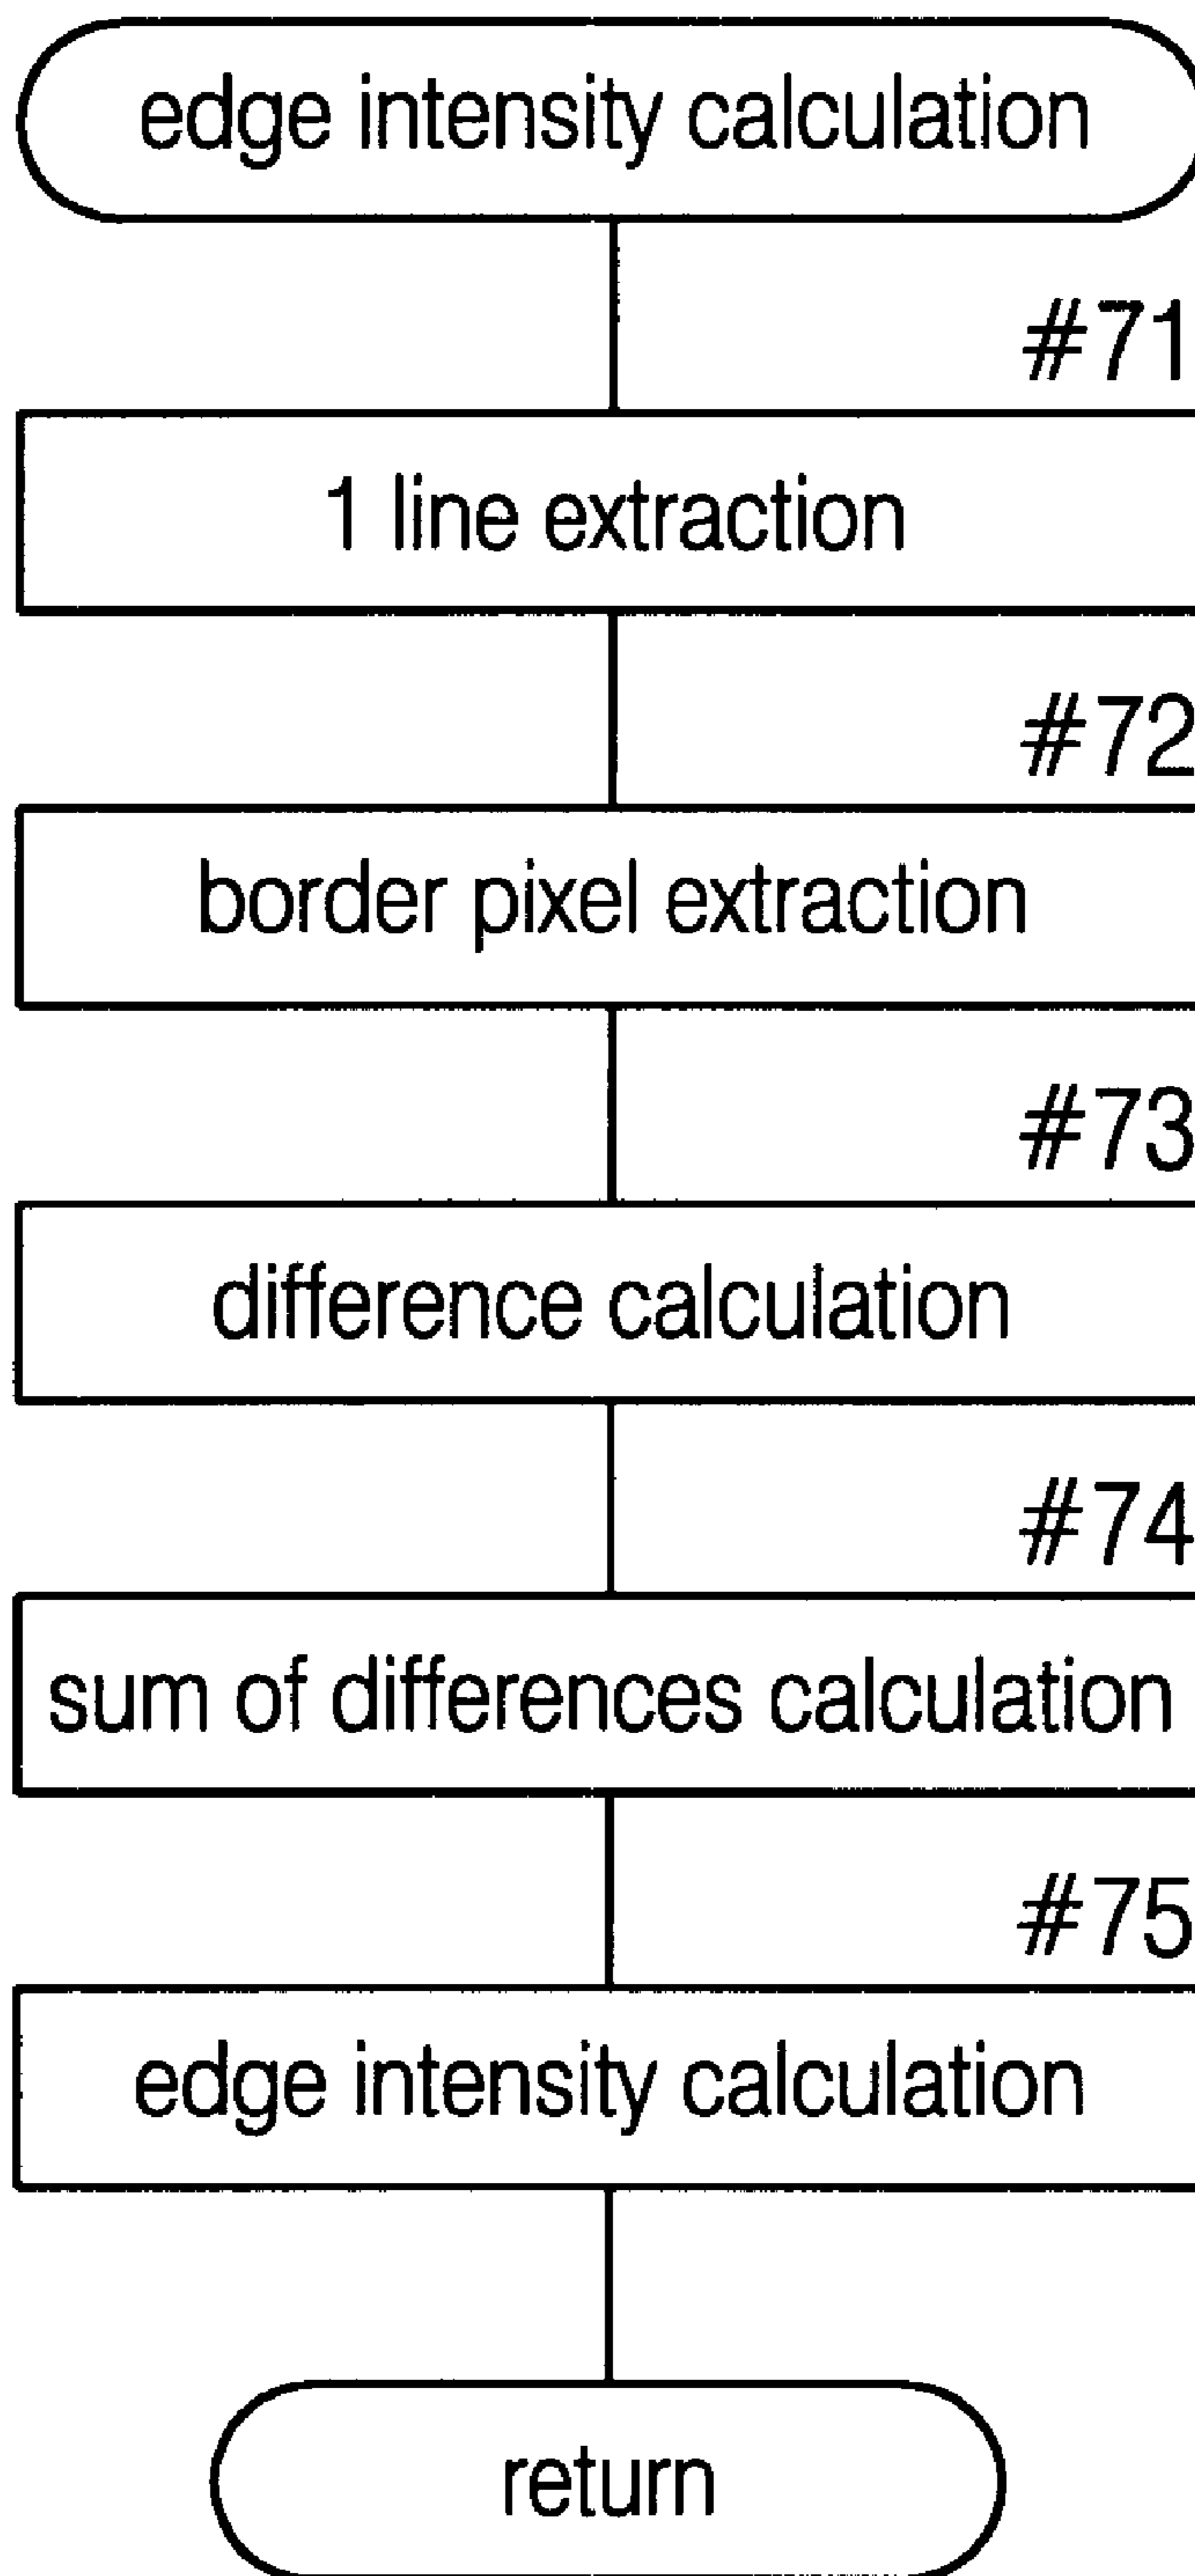 edge intensity calculation
#71
1 line extraction
#72
border pixel extraction
#73
difference calculation
#74
sum of differences calculation
#75
edge intensity calculation
return